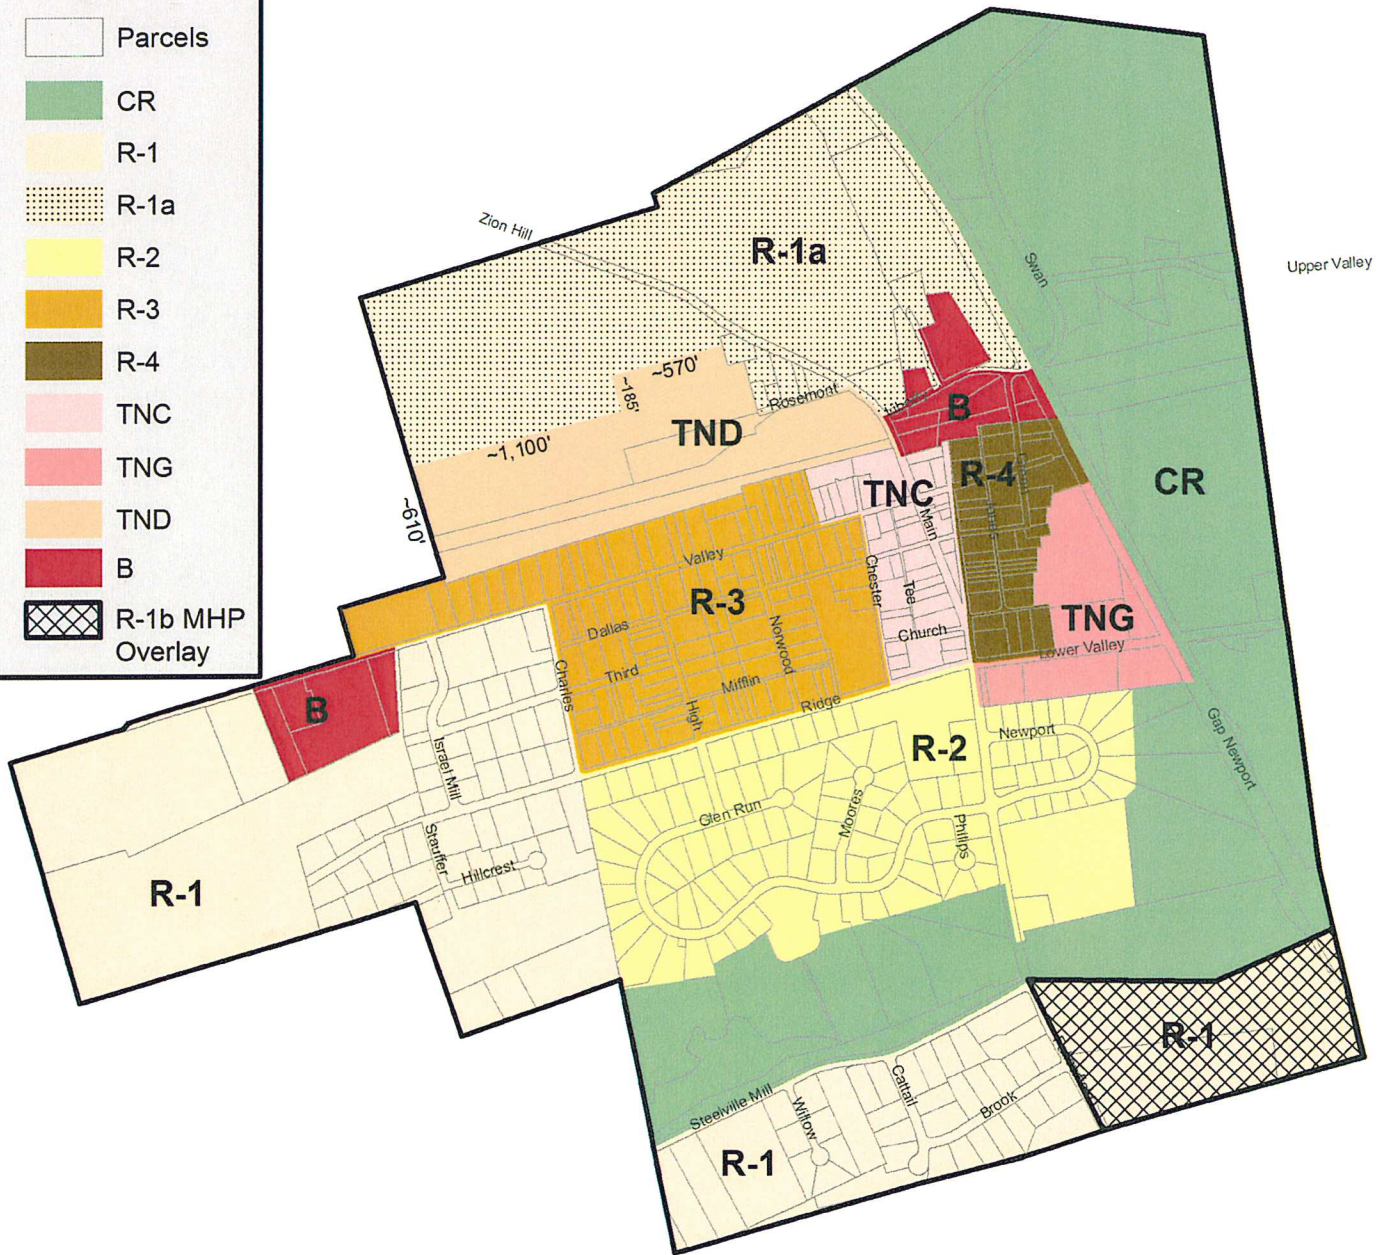 Parcels
CR
R-1
R-1a
R-2
R-3
R-4
TNC
TNG
TND
B
R-1b MHP
Overlay
Zion Hill
R-1a
Swan
Upper Valley
~570'
~185'
Rosemont
B
TND
~1,100'
R-4
CR
TNC
Main
~610'
Valley
Chester
Tee
R-3
Dallas
Norwood
Church
TNG
Lower Valley
Charles
Third
Mifflin
High
Ridge
B
Gap Newport
Newport
R-2
Israel Mill
Glen Run
Moores
Phillps
Stauffer
Hillcrest
R-1
R-1
Steelville Mill
Willow
Cattail
Brook
R-1